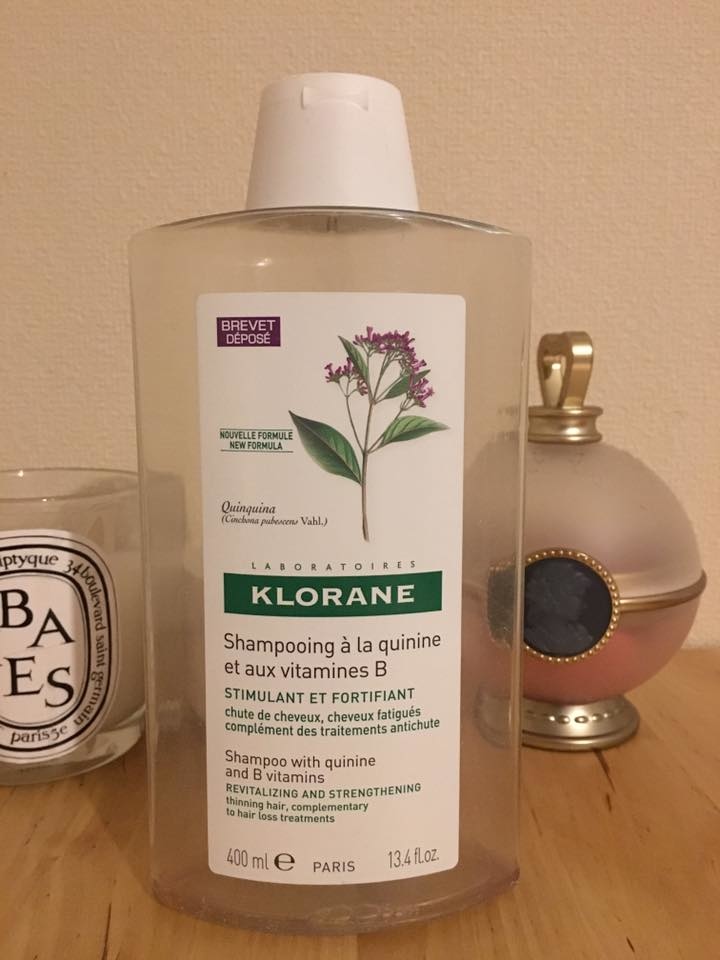 BREVET
DÉPOSÉ
NOUVELLE FORMULE
NEW FORMULA
Quinquina
(Cinchona pubescens Vahl.)
LABORATOIRES
KLORANE
Shampooing à la quinine
et aux vitamines B
STIMULANT ET FORTIFIANT
chute de cheveux, cheveux fatigués
complément des traitements antichute
Shampoo with quinine
and B vitamins
REVITALIZING AND STRENGTHENING
thinning hair, complementary
to hair loss treatments
400 ml e PARIS 13.4 fl.oz.
iptyque 34 boulevard saint germain
BA
YES
paris5e